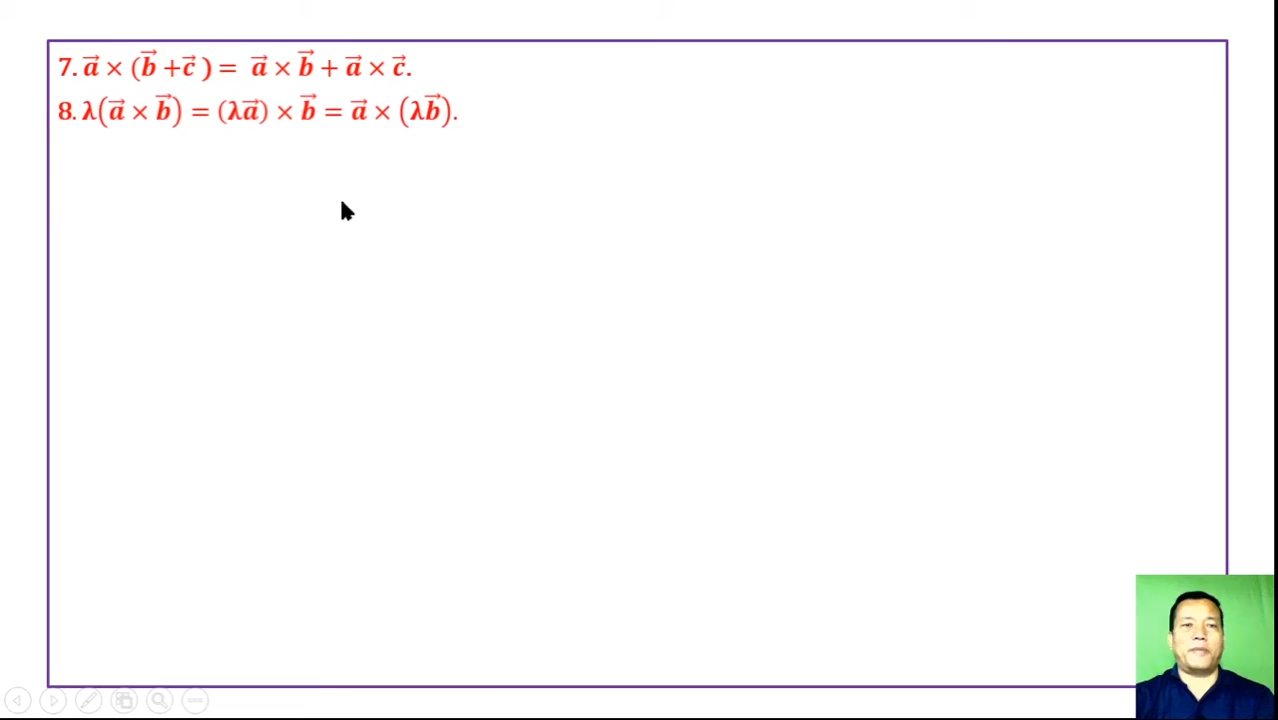 7. a⃗ × (b⃗ +c⃗ ) = a⃗ × b⃗ + a⃗ × c⃗.
8. λ(a⃗ × b⃗) = (λa⃗) × b⃗ = a⃗ × (λb⃗).